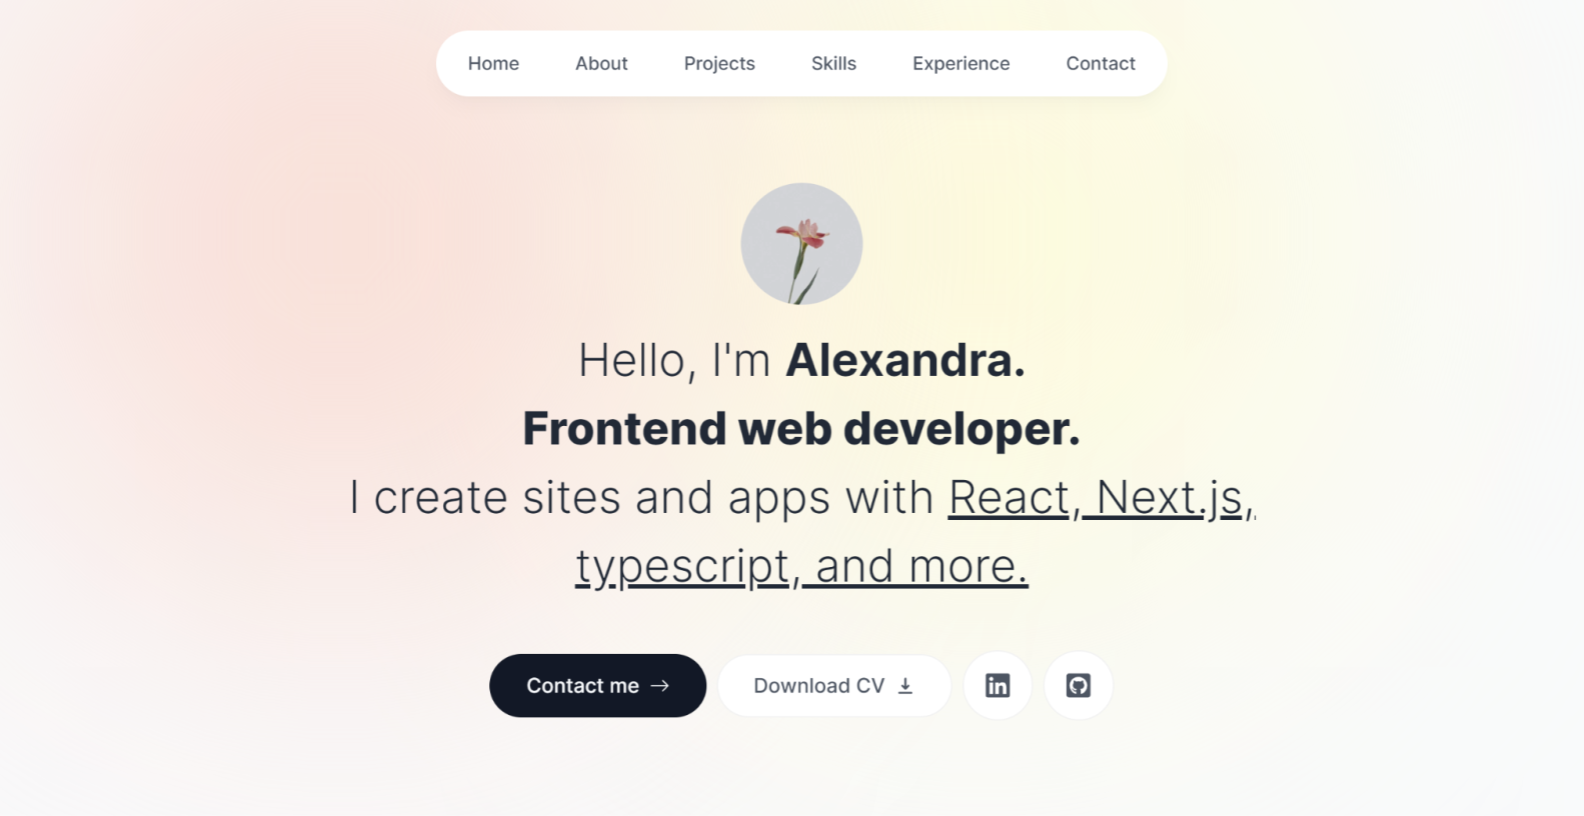 Home About Projects Skills Experience Contact
Hello, I'm Alexandra.
Frontend web developer.
I create sites and apps with React, Next.js,
typescript, and more.
Contact me → Download CV in